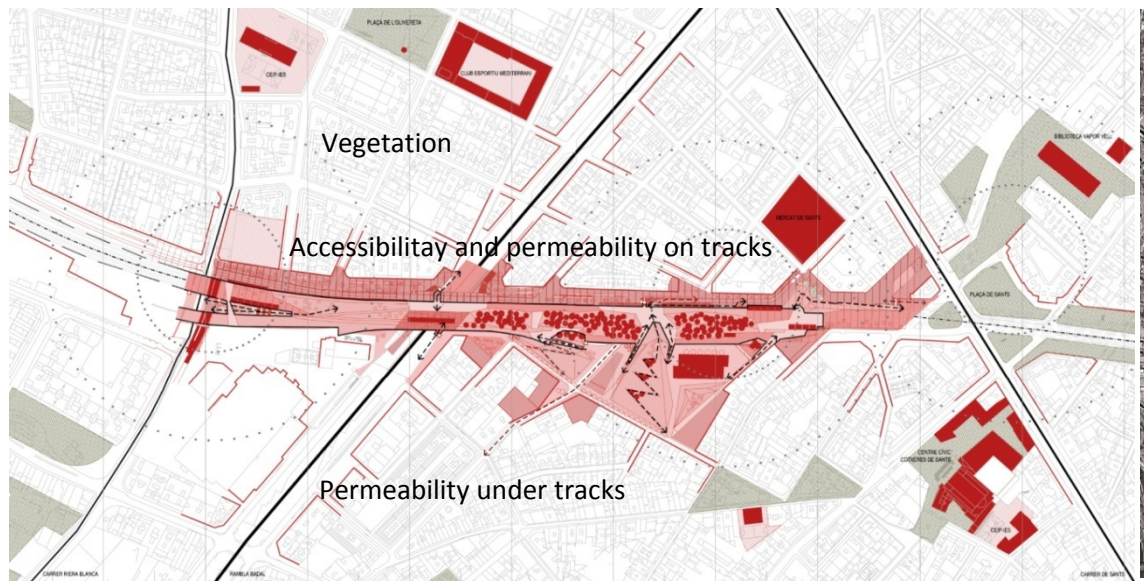 PLAÇA DE L'OLIVERETA
CEIP-IES
CLUB ESPORTIU MEDITERRANI
Vegetation
BIBLIOTECA VAPOR VELL
MERCAT DE SANTS
Accessibilitay and permeability on tracks
PLAÇA DE SANTS
CENTRE CIVIC
COTXERES DE SANTS
Permeability under tracks
CEIP-IES
CARRER RIERA BLANCA
RAMBLA BADAL
CARRER DE SANTS